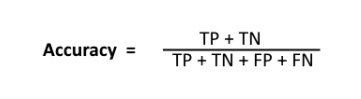 TP + TN
Accuracy =
TP + TN + FP + FN